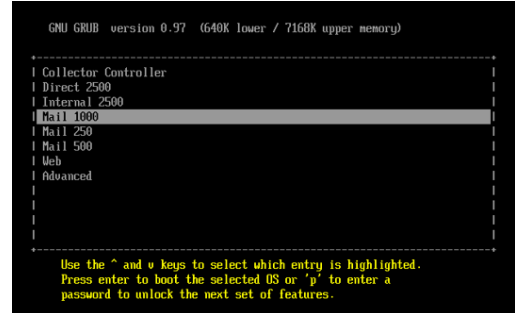 GNU GRUB version 0.97 (640K lower / 7168K upper memory)
Collector Controller
Direct 2500
Internal 2500
Mail 1000
Mail 250
Mail 500
Web
Advanced
Use the ^ and v keys to select which entry is highlighted.
Press enter to boot the selected OS or 'p' to enter a
password to unlock the next set of features.